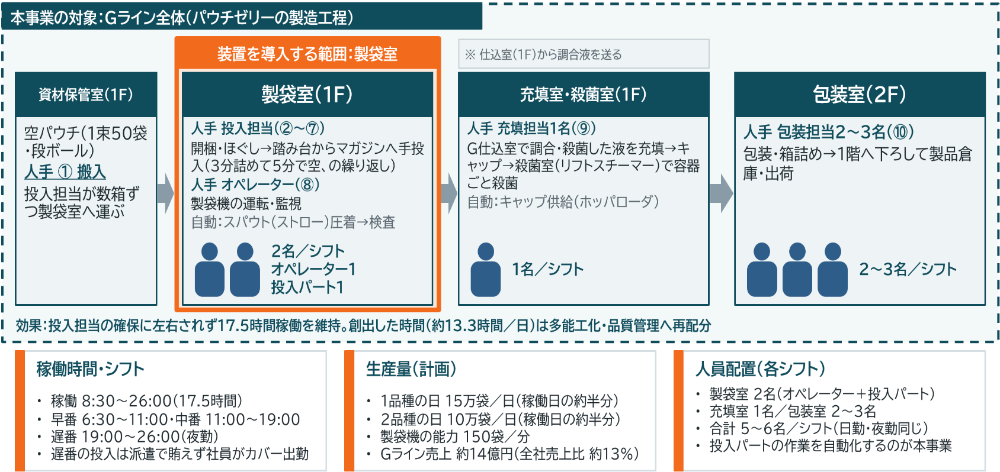 本事業の対象：Gライン全体（パウチゼリーの製造工程）
装置を導入する範囲：製袋室
※ 仕込室（1F）から調合液を送る
資材保管室（1F）
空パウチ（1束50袋
・段ボール）
人手 ① 搬入
投入担当が数箱ず
つ製袋室へ運ぶ
製袋室（1F）
人手 投入担当（②～⑦）
開梱・ほぐし→踏み台からマガジンへ手投
入（3分詰めて5分で空、の繰り返し）
人手 オペレーター（⑧）
製袋機の運転・監視
自動：スパウト（ストロー）圧着→検査
2名／シフト
オペレーター1
投入パート1
充填室・殺菌室（1F）
人手 充填担当1名（⑨）
G仕込室で調合・殺菌した液を充填→キ
ャップ→殺菌室（リフトスチーマー）で容器
ごと殺菌
自動：キャップ供給（ホッパローダ）
1名／シフト
包装室（2F）
人手 包装担当2～3名（⑩）
包装・箱詰め→1階へ下ろして製品倉
庫・出荷
2～3名／シフト
効果：投入担当の確保に左右されず17.5時間稼働を維持。創出した時間（約13.3時間／日）は多能工化・品質管理へ再配分
稼働時間・シフト
• 稼働 8:30～26:00（17.5時間）
• 早番 6:30～11:00・中番 11:00～19:00
• 遅番 19:00～26:00（夜勤）
• 遅番の投入は派遣で賄えず社員がカバー出勤
生産量（計画）
• 1品種の日 15万袋／日（稼働日の約半分）
• 2品種の日 10万袋／日（稼働日の約半分）
• 製袋機の能力 150袋／分
• Gライン売上 約14億円（全社売上比 約13％）
人員配置（各シフト）
• 製袋室 2名（オペレーター＋投入パート）
• 充填室 1名／包装室 2～3名
• 合計 5～6名／シフト（日勤・夜勤同じ）
• 投入パートの作業を自動化するのが本事業